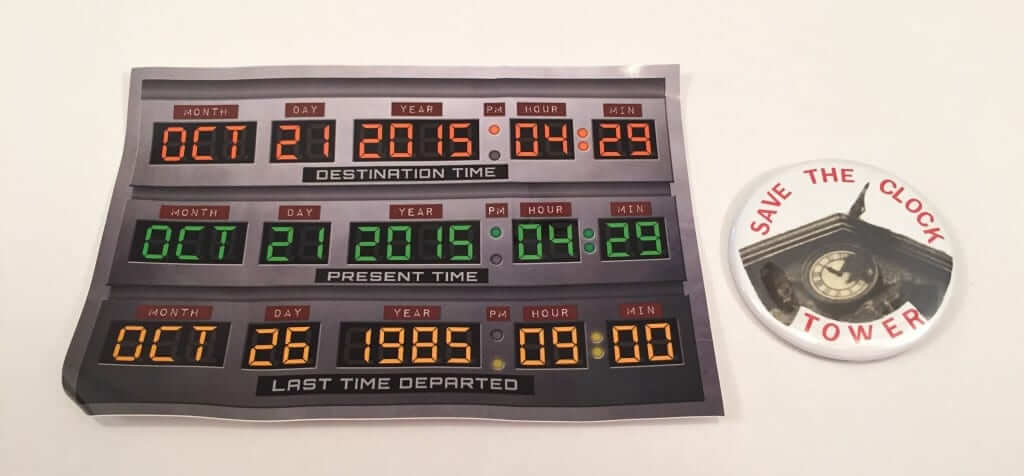 MONTH DAY YEAR PM HOUR MIN
OCT 21 2015 04:29
DESTINATION TIME
MONTH DAY YEAR PM HOUR MIN
OCT 21 2015 04:29
PRESENT TIME
MONTH DAY YEAR PM HOUR MIN
OCT 26 1985 09:00
LAST TIME DEPARTED
SAVE THE CLOCK
TOWER